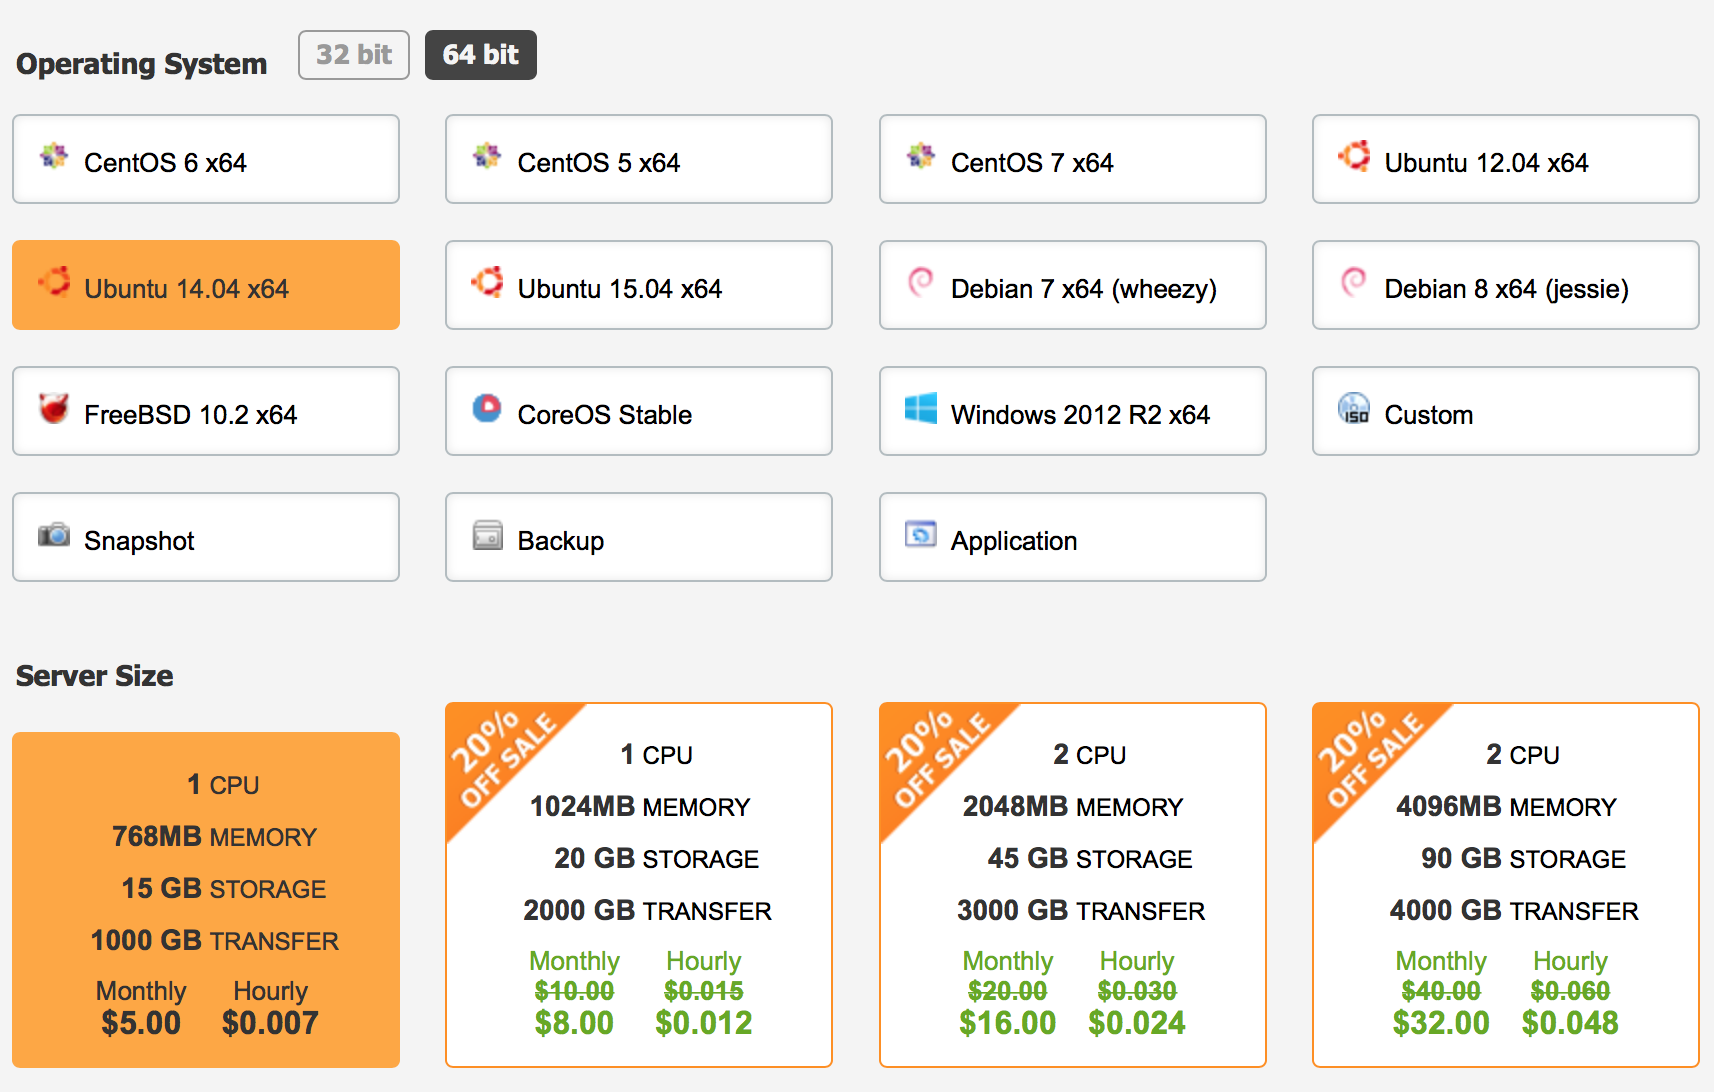 Operating System
32 bit
64 bit
CentOS 6 x64
CentOS 5 x64
CentOS 7 x64
Ubuntu 12.04 x64
Ubuntu 14.04 x64
Ubuntu 15.04 x64
Debian 7 x64 (wheezy)
Debian 8 x64 (jessie)
FreeBSD 10.2 x64
CoreOS Stable
Windows 2012 R2 x64
ISO
Custom
Snapshot
Backup
Application
Server Size
1 CPU
768MB MEMORY
15 GB STORAGE
1000 GB TRANSFER
Monthly Hourly
$5.00 $0.007
20%
OFF SALE
1 CPU
1024MB MEMORY
20 GB STORAGE
2000 GB TRANSFER
Monthly Hourly
$10.00 $0.015
$8.00 $0.012
20%
OFF SALE
2 CPU
2048MB MEMORY
45 GB STORAGE
3000 GB TRANSFER
Monthly Hourly
$20.00 $0.030
$16.00 $0.024
20%
OFF SALE
2 CPU
4096MB MEMORY
90 GB STORAGE
4000 GB TRANSFER
Monthly Hourly
$40.00 $0.060
$32.00 $0.048